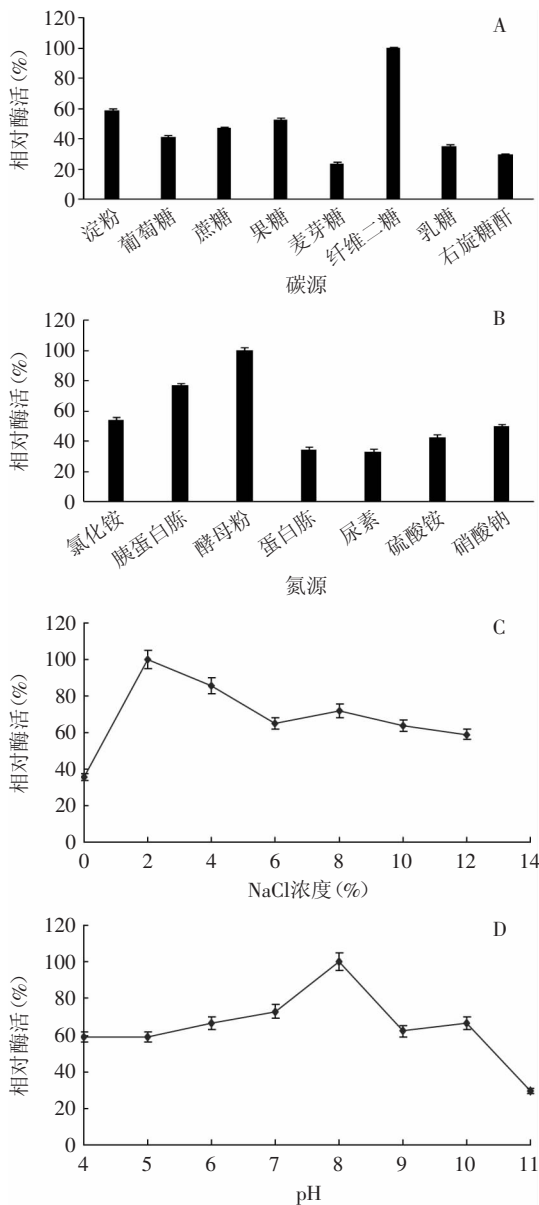 A
120
100
80
60
40
20
0
相对酶活(%)
淀粉 葡萄糖 蔗糖 果糖 麦芽糖 纤维二糖 乳糖 右旋糖酐
碳源
B
120
100
80
60
40
20
0
相对酶活(%)
氯化铵 胰蛋白胨 酵母粉 蛋白胨 尿素 硫酸铵 硝酸钠
氮源
C
120
100
80
60
40
20
0
相对酶活(%)
0 2 4 6 8 10 12 14
NaCl浓度(%)
D
120
100
80
60
40
20
0
相对酶活(%)
4 5 6 7 8 9 10 11
pH